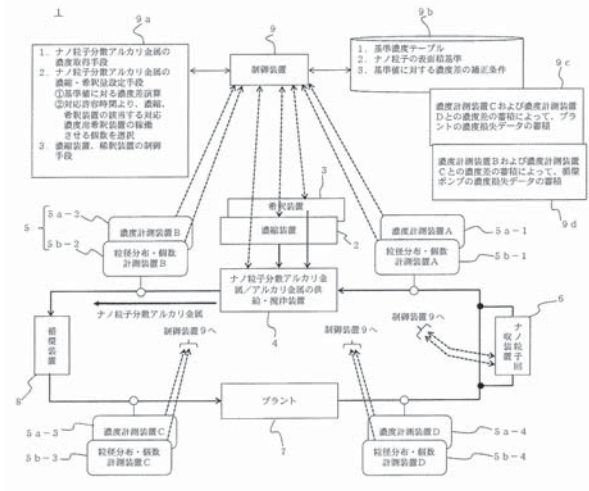 1
9a
1. ナノ粒子分散アルカリ金属の
濃度取得手段
2. ナノ粒子分散アルカリ金属の
濃縮・希釈量設定手段
①基準値に対る濃度差演算
②対応許容時間より、濃縮、
希釈装置の該当する対応
濃度用希釈装置の稼働
させる個数を選択
3. 濃縮装置、稀釈装置の制御
手段
9
制御装置
9b
1. 基準濃度テーブル
2. ナノ粒子の表面積基準
3. 基準値に対する濃度差の補正条件
9c
濃度計測装置Cおよび濃度計測装置
Dとの濃度差の蓄積によって、プラ
ントの濃度損失データの蓄積
濃度計測装置Bおよび濃度計測装置
Cとの濃度差の蓄積によって、循環
ポンプの濃度損失データの蓄積
9d
3
希釈装置
濃縮装置
2
5
5a-2
濃度計測装置B
5b-2
粒径分布・個数
計測装置B
濃度計測装置A
5a-1
粒径分布・個数
計測装置A
5b-1
ナノ粒子分散アルカリ金
属/アルカリ金属の供
給・撹拌装置
4
ナノ粒子分散アルカリ金属
制御装置9へ
制御装置9へ
制御装置9へ
6
ナノ粒子回
収装置
循環装置
8
プラント
7
5a-3
濃度計測装置C
5b-3
粒径分布・個数
計測装置C
濃度計測装置D
5a-4
粒径分布・個数
計測装置D
5b-4